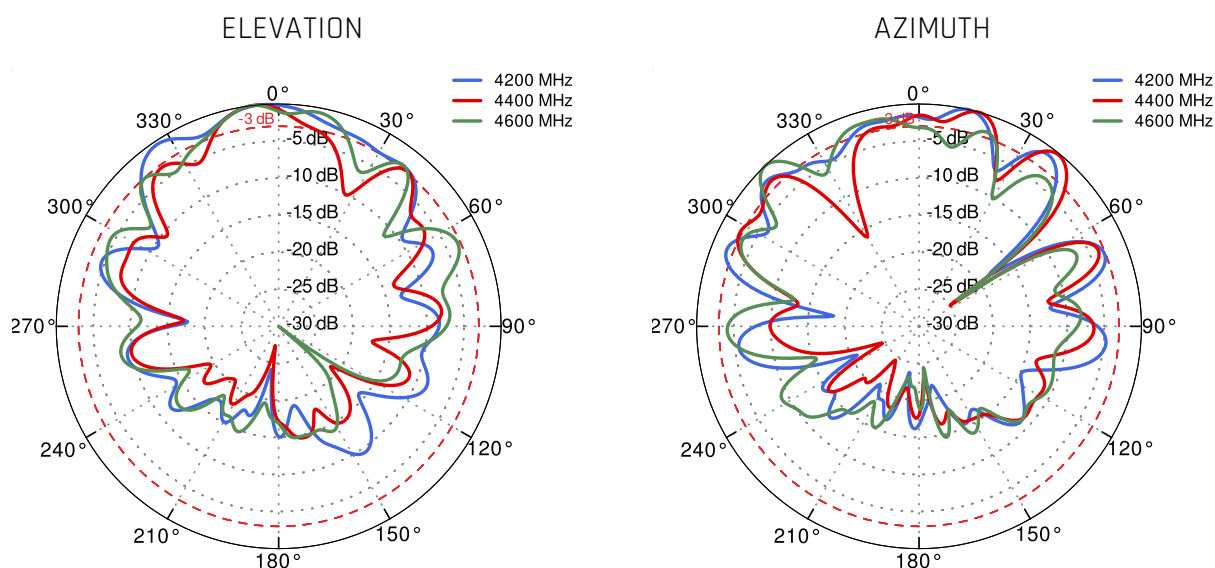 ELEVATION
4200 MHz
4400 MHz
4600 MHz
0°
30°
60°
90°
120°
150°
180°
210°
240°
270°
300°
330°
-3 dB
-5 dB
-10 dB
-15 dB
-20 dB
-25 dB
-30 dB
AZIMUTH
4200 MHz
4400 MHz
4600 MHz
0°
30°
60°
90°
120°
150°
180°
210°
240°
270°
300°
330°
-3 dB
-5 dB
-10 dB
-15 dB
-20 dB
-25 dB
-30 dB